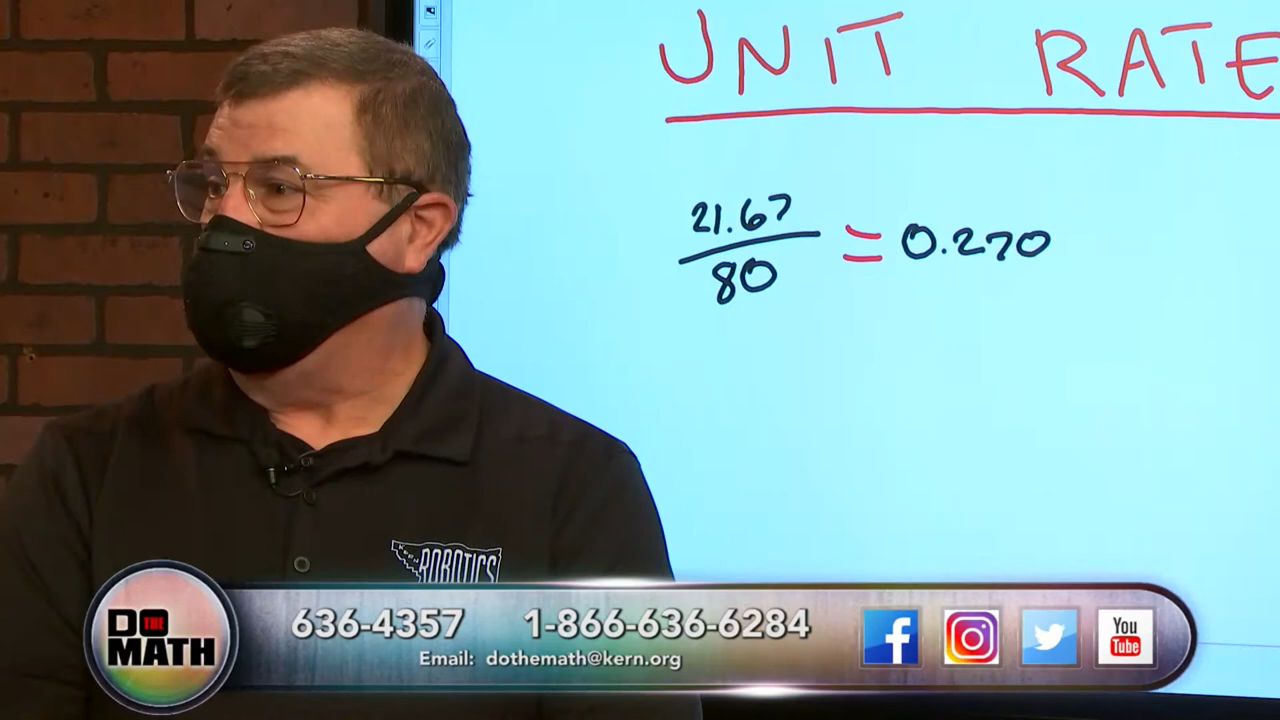 UNIT RATE
21.67
80
= 0.270
KERN
ROBOTICS
DO THE MATH
636-4357 1-866-636-6284
Email: dothemath@kern.org
f
You
Tube